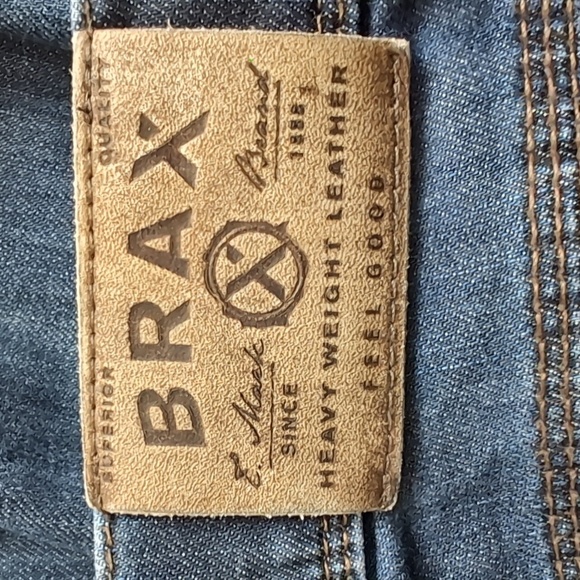 SUPERIOR QUALITY
BRAX
E. Mack X Brand
SINCE 1888
HEAVY WEIGHT LEATHER
FEEL GOOD